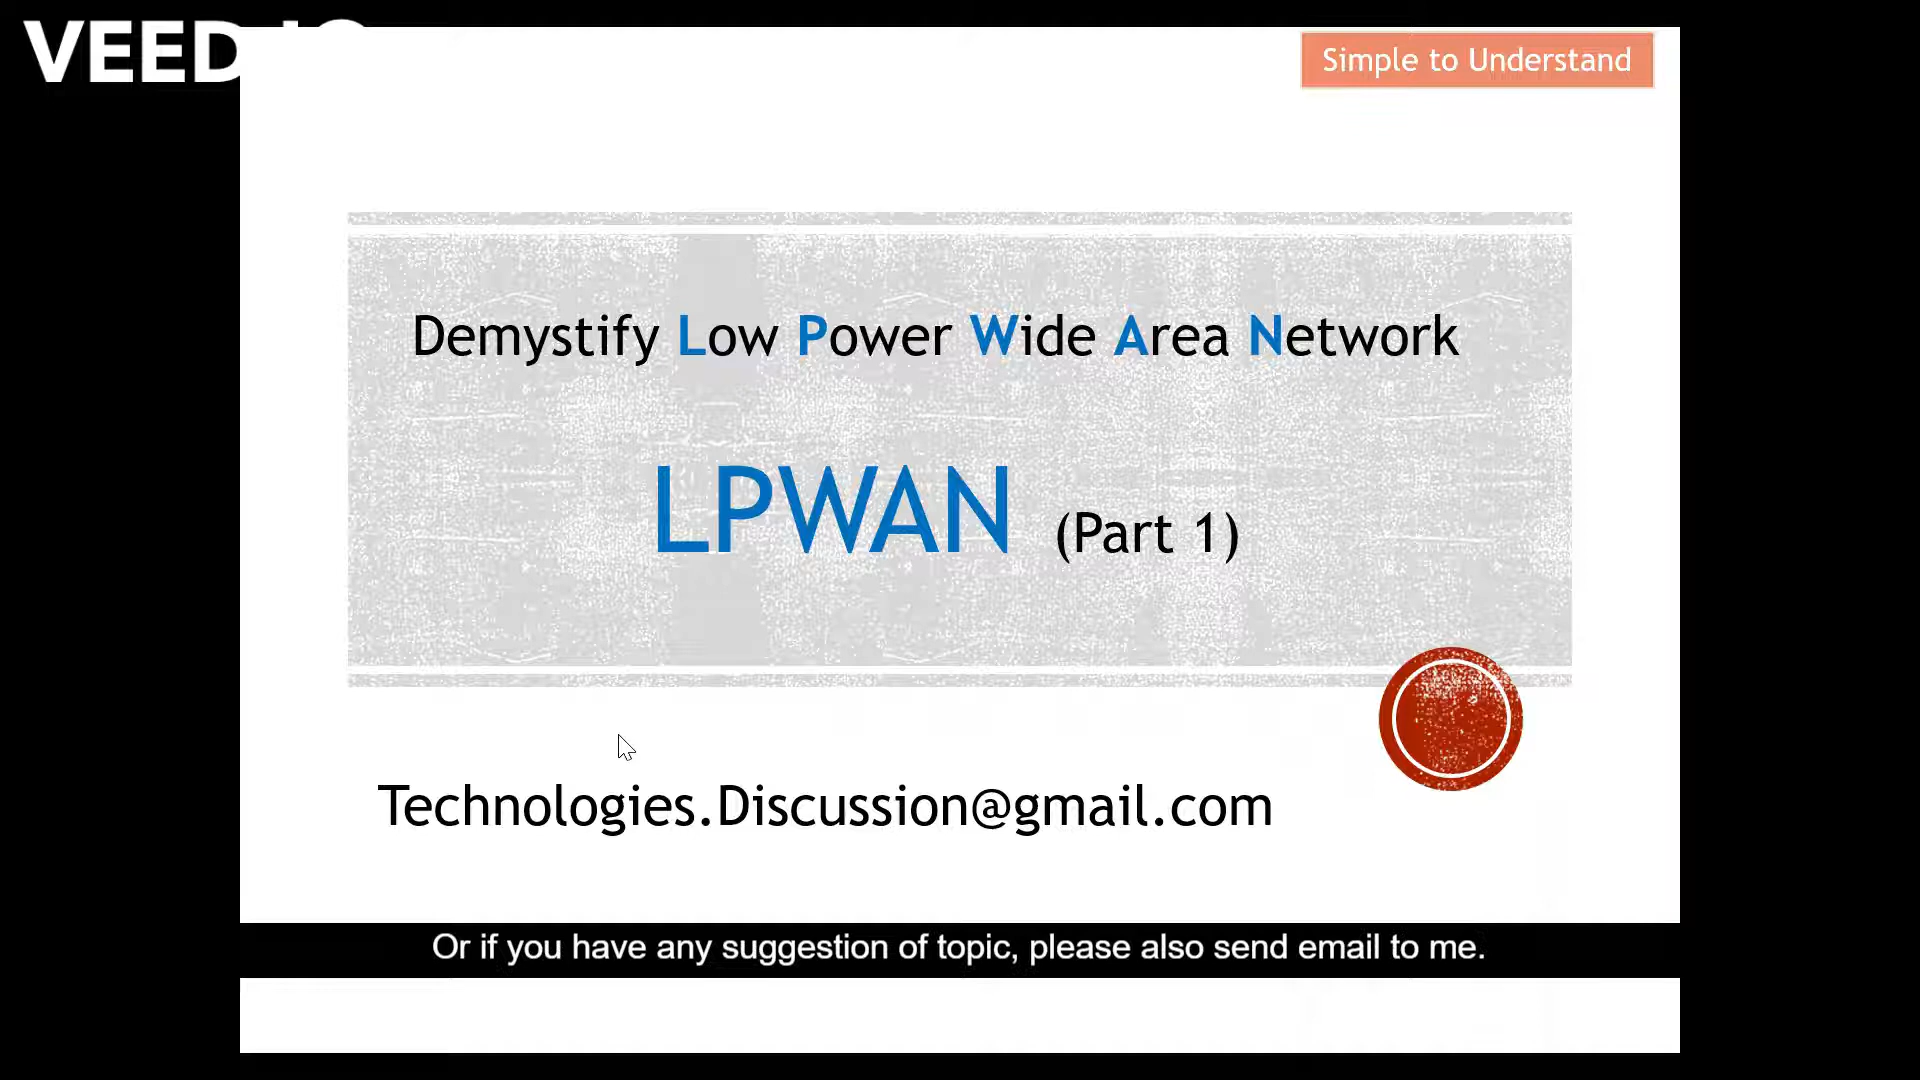 VEED
Simple to Understand
Demystify Low Power Wide Area Network
LPWAN (Part 1)
Technologies.Discussion@gmail.com
Or if you have any suggestion of topic, please also send email to me.